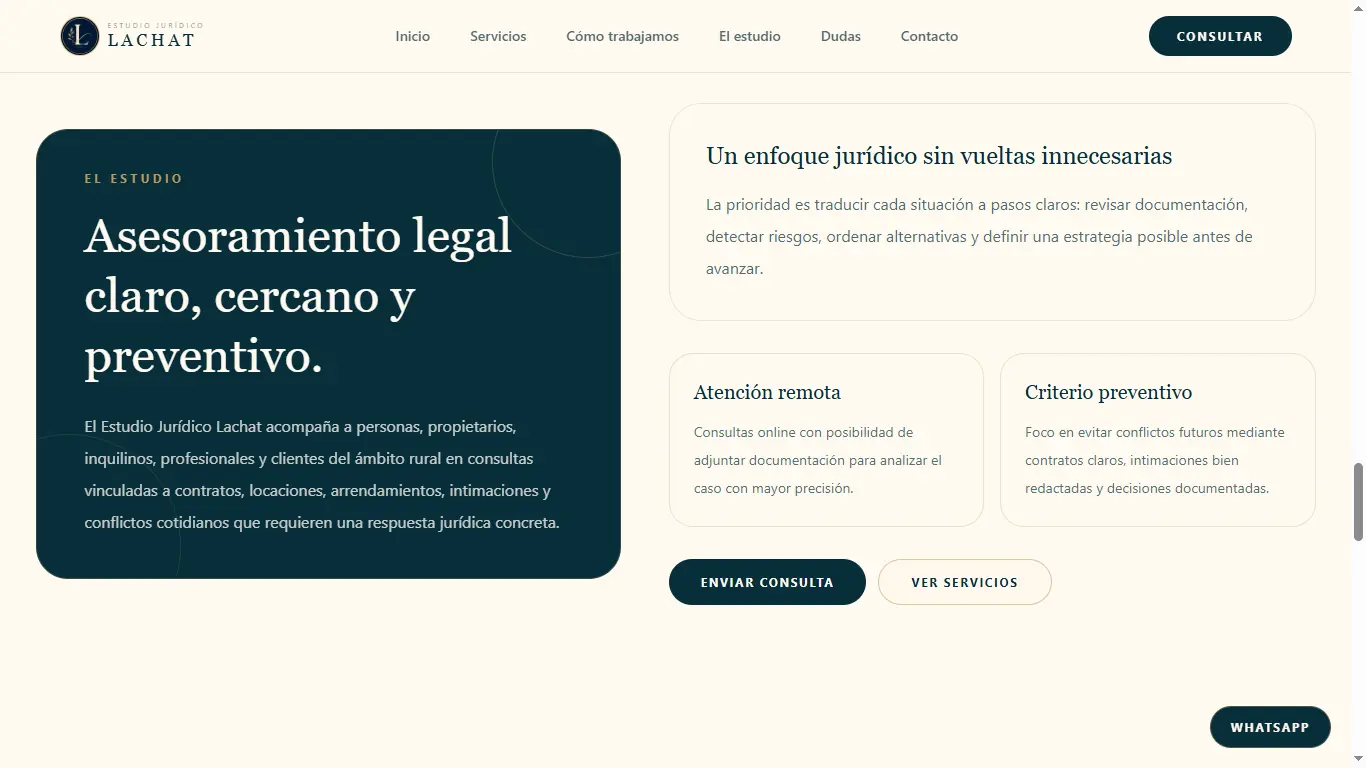 ESTUDIO JURÍDICO
LACHAT
Inicio
Servicios
Cómo trabajamos
El estudio
Dudas
Contacto
CONSULTAR
EL ESTUDIO
Asesoramiento legal
claro, cercano y
preventivo.
El Estudio Jurídico Lachat acompaña a personas, propietarios,
inquilinos, profesionales y clientes del ámbito rural en consultas
vinculadas a contratos, locaciones, arrendamientos, intimaciones y
conflictos cotidianos que requieren una respuesta jurídica concreta.
Un enfoque jurídico sin vueltas innecesarias
La prioridad es traducir cada situación a pasos claros: revisar documentación,
detectar riesgos, ordenar alternativas y definir una estrategia posible antes de
avanzar.
Atención remota
Consultas online con posibilidad de
adjuntar documentación para analizar el
caso con mayor precisión.
Criterio preventivo
Foco en evitar conflictos futuros mediante
contratos claros, intimaciones bien
redactadas y decisiones documentadas.
ENVIAR CONSULTA
VER SERVICIOS
WHATSAPP